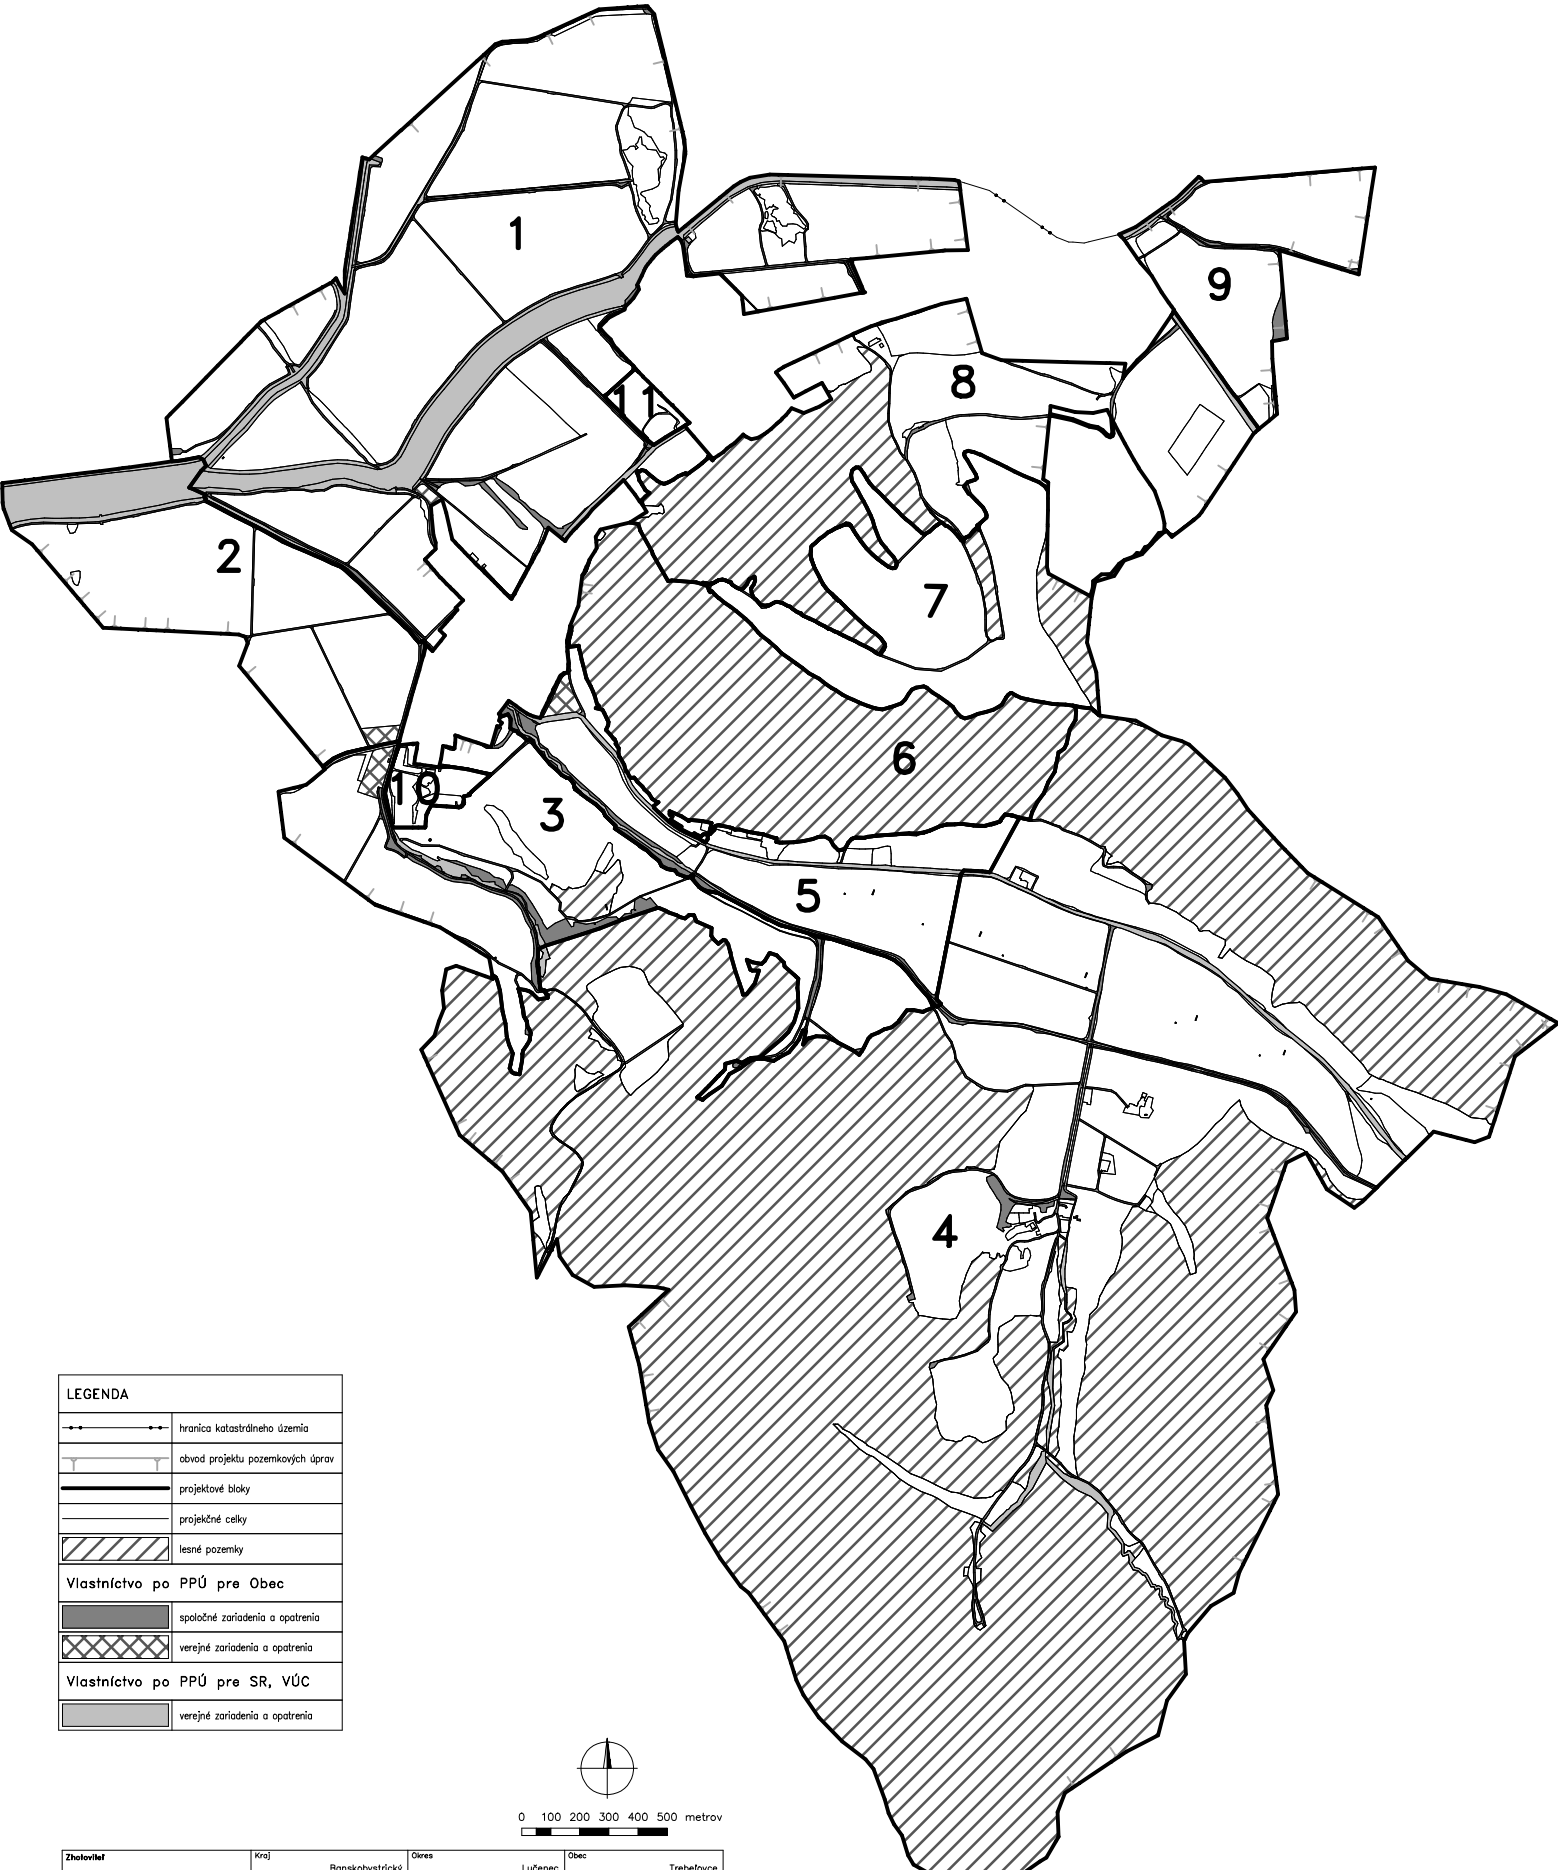 1
9
8
11
2
7
6
10
3
5
4
LEGENDA
hranica katastrálneho územia
obvod projektu pozemkových úprav
projektové bloky
projekčné celky
lesné pozemky
Vlastníctvo po PPÚ pre Obec
spoločné zariadenia a opatrenia
verejné zariadenia a opatrenia
Vlastníctvo po PPÚ pre SR, VÚC
verejné zariadenia a opatrenia
0 100 200 300 400 500 metrov
Zhotoviteľ Kraj Okres Obec
Banskobystrický Lučenec Trebeľovce